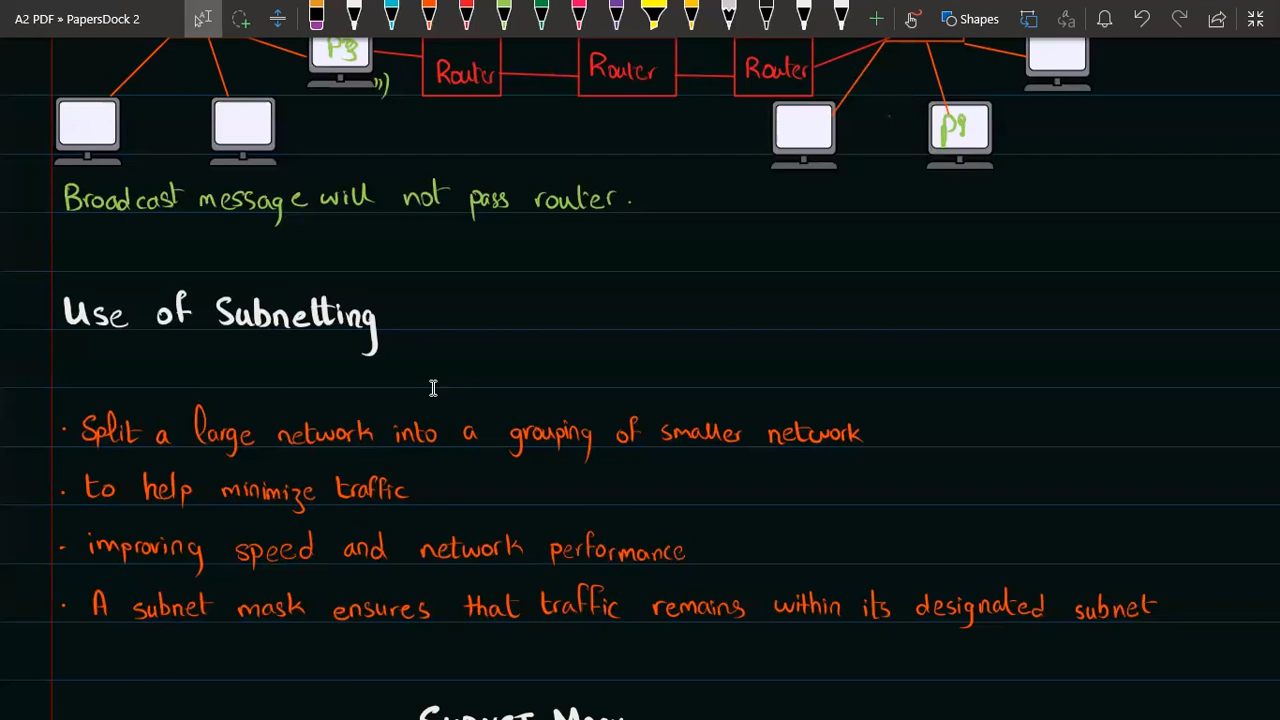 A2 PDF » PapersDock 2
Shapes
P3
Router
Router
Router
P9
Broadcast message will not pass router.
Use of Subnetting
· Split a large network into a grouping of smaller network
· to help minimize traffic
· improving speed and network performance
· A subnet mask ensures that traffic remains within its designated subnet
Subnet Mask